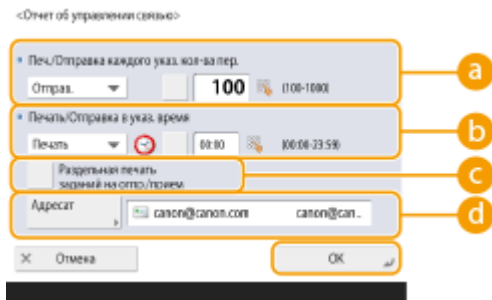 <Отчет об управлении связью>
Печ./Отправка каждого указ. кол-ва пер.
Отправ. 100 (100-1000)
a
Печать/Отправка в указ. время
Печать 00:00 (00:00-23:59)
b
Раздельная печать
заданий на отпр./прием
c
Адресат canon@canon.com canon@can..
d
Отмена OK